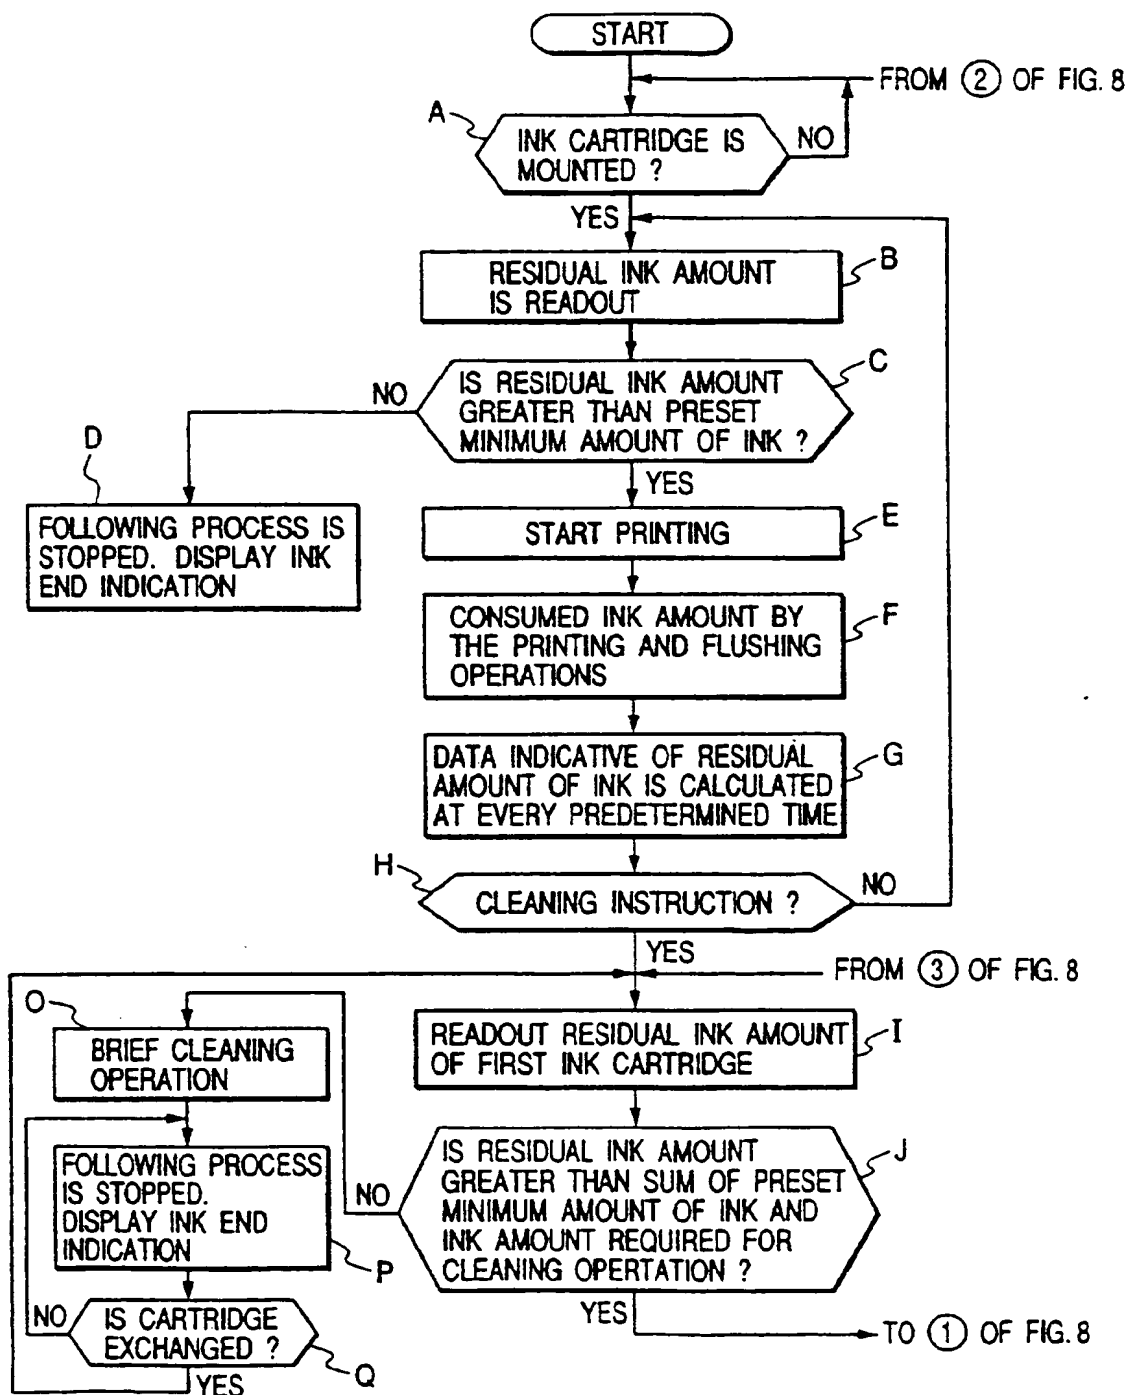 START
FROM ② OF FIG. 8
A
INK CARTRIDGE IS
MOUNTED ?
NO
YES
RESIDUAL INK AMOUNT
IS READOUT
B
IS RESIDUAL INK AMOUNT
GREATER THAN PRESET
MINIMUM AMOUNT OF INK ?
C
NO
YES
D
FOLLOWING PROCESS IS
STOPPED. DISPLAY INK
END INDICATION
START PRINTING
E
CONSUMED INK AMOUNT BY
THE PRINTING AND FLUSHING
OPERATIONS
F
DATA INDICATIVE OF RESIDUAL
AMOUNT OF INK IS CALCULATED
AT EVERY PREDETERMINED TIME
G
H
CLEANING INSTRUCTION ?
NO
YES
FROM ③ OF FIG. 8
READOUT RESIDUAL INK AMOUNT
OF FIRST INK CARTRIDGE
I
IS RESIDUAL INK AMOUNT
GREATER THAN SUM OF PRESET
MINIMUM AMOUNT OF INK AND
INK AMOUNT REQUIRED FOR
CLEANING OPERTATION ?
J
NO
YES
TO ① OF FIG. 8
O
BRIEF CLEANING
OPERATION
FOLLOWING PROCESS
IS STOPPED.
DISPLAY INK END
INDICATION
P
IS CARTRIDGE
EXCHANGED ?
NO
Q
YES